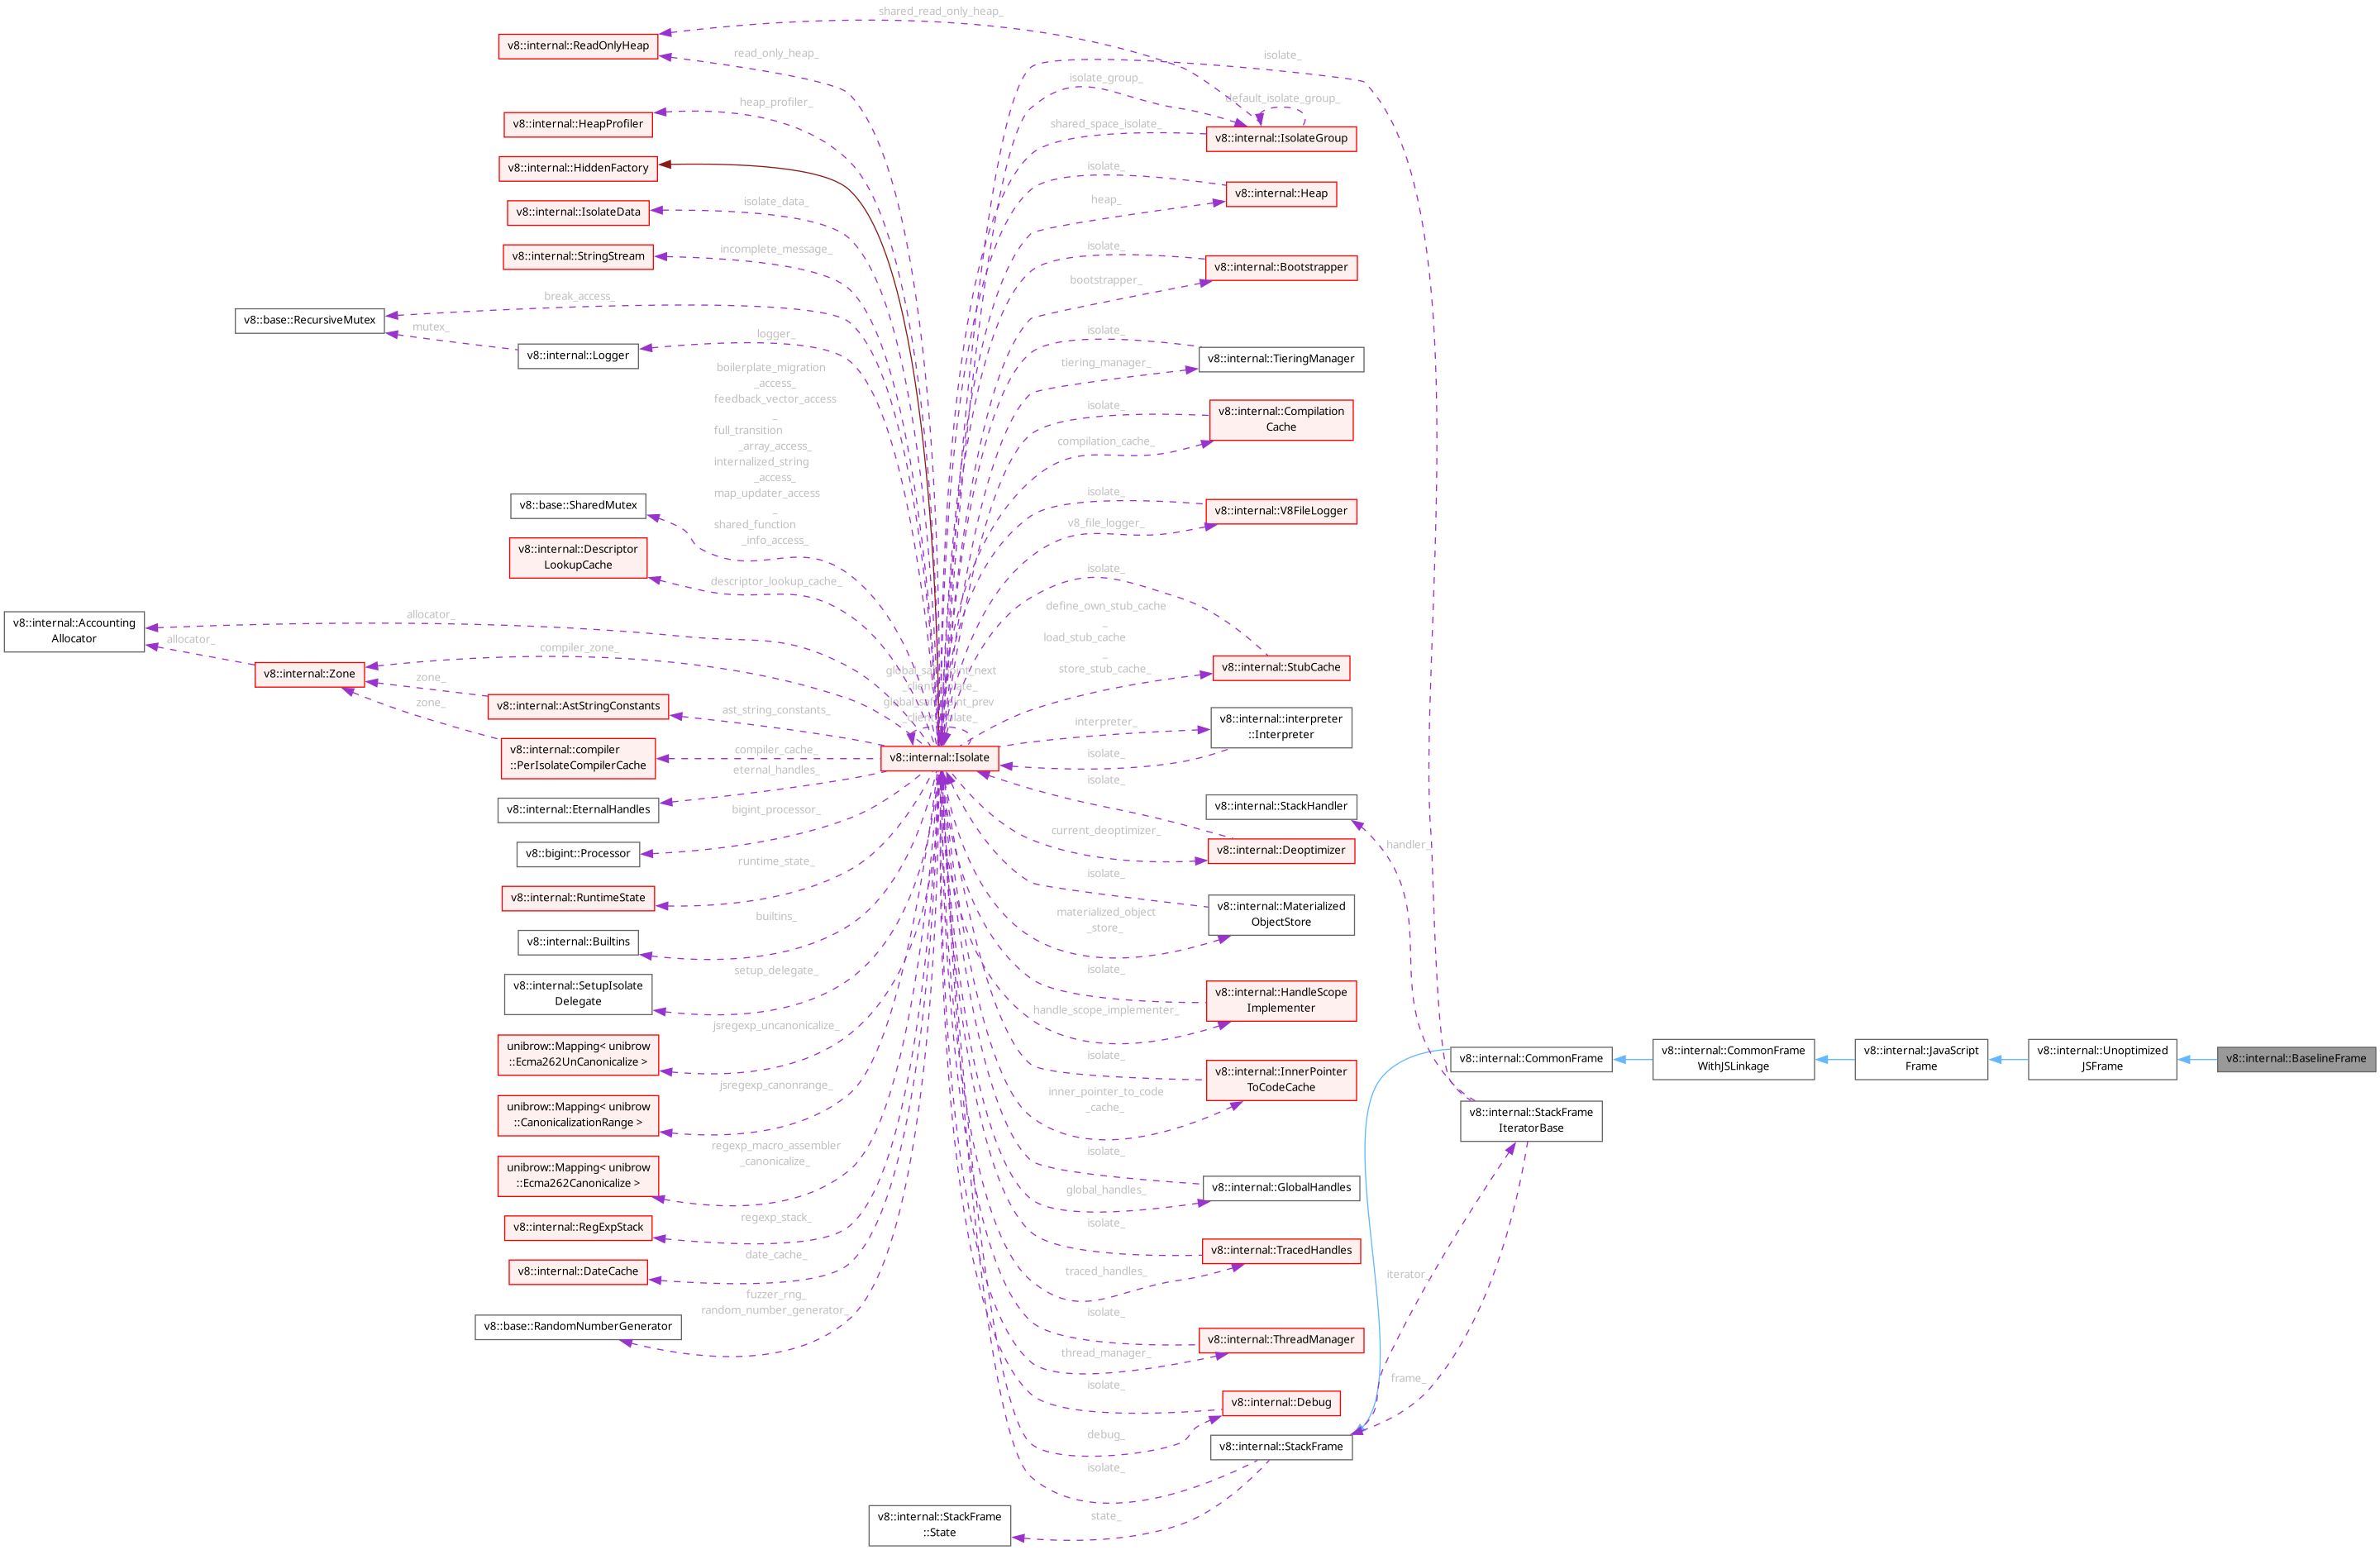 shared_read_only_heap_
v8::internal::ReadOnlyHeap
read_only_heap_
isolate_
isolate_group_
default_isolate_group_
heap_profiler_
v8::internal::HeapProfiler
shared_space_isolate_
v8::internal::IsolateGroup
v8::internal::HiddenFactory
isolate_
v8::internal::Heap
heap_
isolate_data_
v8::internal::IsolateData
incomplete_message_
v8::internal::StringStream
isolate_
v8::internal::Bootstrapper
bootstrapper_
break_access_
v8::base::RecursiveMutex
mutex_
logger_
v8::internal::Logger
isolate_
v8::internal::TieringManager
tiering_manager_
boilerplate_migration
_access_
feedback_vector_access
_
full_transition
_array_access_
internalized_string
_access_
map_updater_access
_
shared_function
_info_access_
isolate_
v8::internal::Compilation
Cache
compilation_cache_
v8::base::SharedMutex
isolate_
v8::internal::V8FileLogger
v8_file_logger_
v8::internal::Descriptor
LookupCache
descriptor_lookup_cache_
isolate_
v8::internal::Accounting
Allocator
allocator_
allocator_
compiler_zone_
v8::internal::Zone
zone_
zone_
define_own_stub_cache
_
load_stub_cache
_
store_stub_cache_
v8::internal::StubCache
v8::internal::AstStringConstants
ast_string_constants_
global_safepoint_next
_client_isolate_
global_safepoint_prev
_client_isolate_
v8::internal::Isolate
interpreter_
v8::internal::interpreter
::Interpreter
isolate_
v8::internal::compiler
::PerIsolateCompilerCache
compiler_cache_
eternal_handles_
v8::internal::EternalHandles
isolate_
v8::internal::StackHandler
handler_
bigint_processor_
v8::bigint::Processor
current_deoptimizer_
v8::internal::Deoptimizer
runtime_state_
v8::internal::RuntimeState
isolate_
v8::internal::Materialized
ObjectStore
materialized_object
_store_
builtins_
v8::internal::Builtins
setup_delegate_
v8::internal::SetupIsolate
Delegate
isolate_
v8::internal::HandleScope
Implementer
handle_scope_implementer_
jsregexp_uncanonicalize_
unibrow::Mapping< unibrow
::Ecma262UnCanonicalize >
isolate_
v8::internal::InnerPointer
ToCodeCache
inner_pointer_to_code
_cache_
v8::internal::CommonFrame
v8::internal::CommonFrame
WithJSLinkage
v8::internal::JavaScript
Frame
v8::internal::Unoptimized
JSFrame
v8::internal::BaselineFrame
jsregexp_canonrange_
unibrow::Mapping< unibrow
::CanonicalizationRange >
v8::internal::StackFrame
IteratorBase
regexp_macro_assembler
_canonicalize_
unibrow::Mapping< unibrow
::Ecma262Canonicalize >
isolate_
v8::internal::GlobalHandles
global_handles_
regexp_stack_
v8::internal::RegExpStack
isolate_
v8::internal::TracedHandles
traced_handles_
iterator_
date_cache_
v8::internal::DateCache
fuzzer_rng_
random_number_generator_
v8::base::RandomNumberGenerator
isolate_
v8::internal::ThreadManager
thread_manager_
isolate_
v8::internal::Debug
debug_
frame_
v8::internal::StackFrame
isolate_
state_
v8::internal::StackFrame
::State